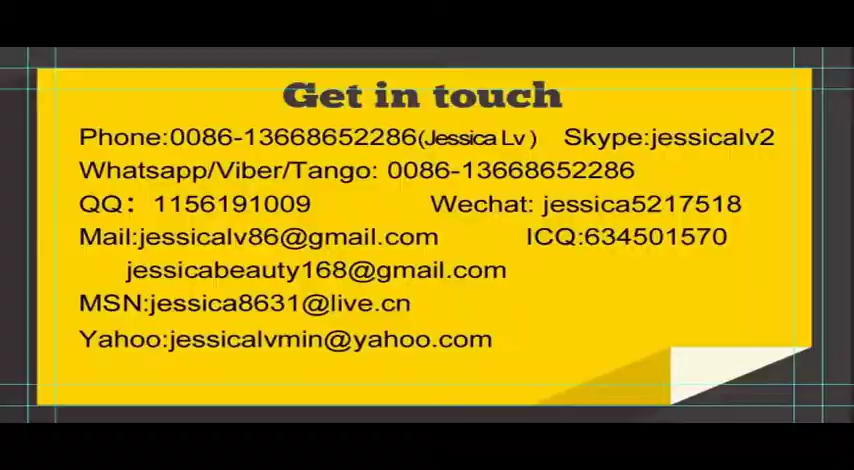 Get in touch
Phone:0086-13668652286(Jessica Lv ) Skype:jessicalv2
Whatsapp/Viber/Tango: 0086-13668652286
QQ：1156191009 Wechat: jessica5217518
Mail:jessicalv86@gmail.com ICQ:634501570
jessicabeauty168@gmail.com
MSN:jessica8631@live.cn
Yahoo:jessicalvmin@yahoo.com